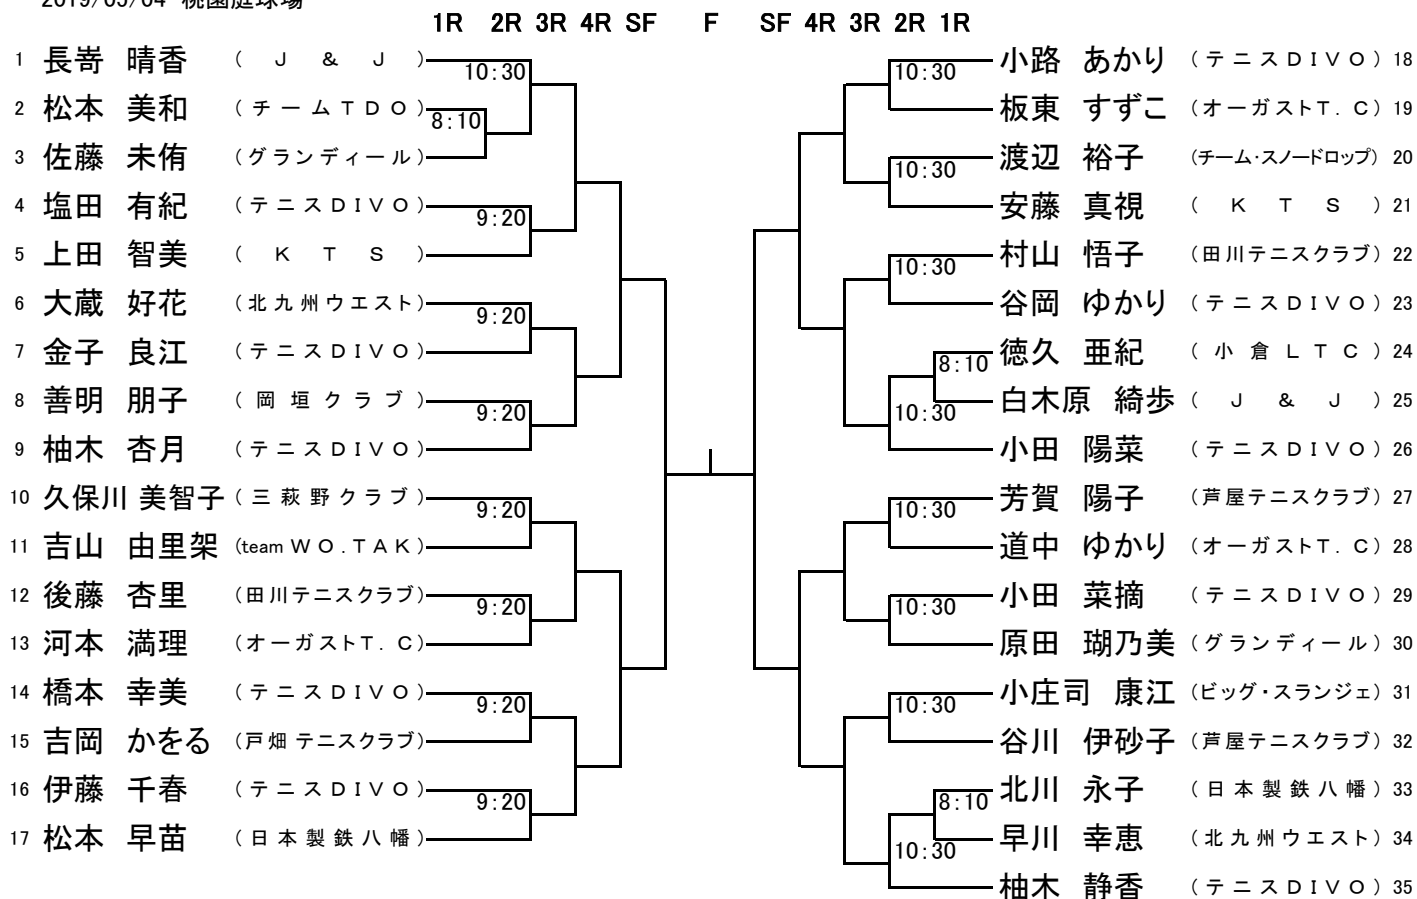 2019/05/04 桃園庭球場
1R 2R 3R 4R SF F SF 4R 3R 2R 1R
1 長嵜 晴香 (J & J)
10:30
2 松本 美和 (チームTDO)
8:10
3 佐藤 未侑 (グランディール)
4 塩田 有紀 (テニスDIVO)
9:20
5 上田 智美 (KTS)
6 大蔵 好花 (北九州ウエスト)
9:20
7 金子 良江 (テニスDIVO)
8 善明 朋子 (岡垣クラブ)
9:20
9 柚木 杏月 (テニスDIVO)
10 久保川 美智子 (三萩野クラブ)
9:20
11 吉山 由里架 (team WO.TAK)
12 後藤 杏里 (田川テニスクラブ)
9:20
13 河本 満理 (オーガストT.C)
14 橋本 幸美 (テニスDIVO)
9:20
15 吉岡 かをる (戸畑テニスクラブ)
16 伊藤 千春 (テニスDIVO)
9:20
17 松本 早苗 (日本製鉄八幡)
小路 あかり (テニスDIVO) 18
10:30
板東 すずこ (オーガストT.C) 19
渡辺 裕子 (チーム・スノードロップ) 20
10:30
安藤 真視 (KTS) 21
村山 悟子 (田川テニスクラブ) 22
10:30
谷岡 ゆかり (テニスDIVO) 23
徳久 亜紀 (小倉LTC) 24
8:10
白木原 綺歩 (J & J) 25
10:30
小田 陽菜 (テニスDIVO) 26
芳賀 陽子 (芦屋テニスクラブ) 27
10:30
道中 ゆかり (オーガストT.C) 28
小田 菜摘 (テニスDIVO) 29
10:30
原田 瑚乃美 (グランディール) 30
小庄司 康江 (ビッグ・スランジェ) 31
10:30
谷川 伊砂子 (芦屋テニスクラブ) 32
北川 永子 (日本製鉄八幡) 33
8:10
早川 幸恵 (北九州ウエスト) 34
10:30
柚木 静香 (テニスDIVO) 35